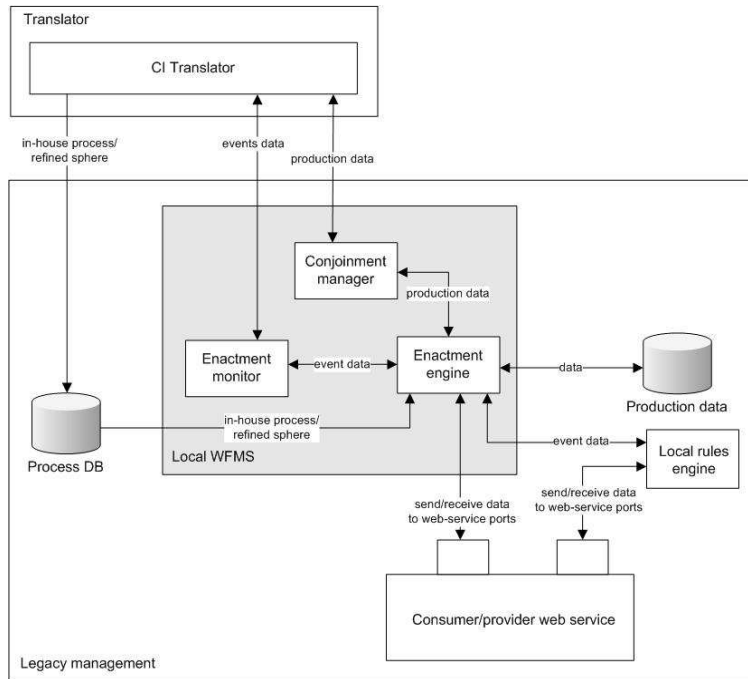 Translator
CI Translator
in-house process/
refined sphere
events data
production data
Conjoinment
manager
production data
Enactment
monitor
event data
Enactment
engine
data
Production data
Process DB
in-house process/
refined sphere
Local WFMS
event data
Local rules
engine
send/receive data
to web-service ports
send/receive data
to web-service ports
Consumer/provider web service
Legacy management